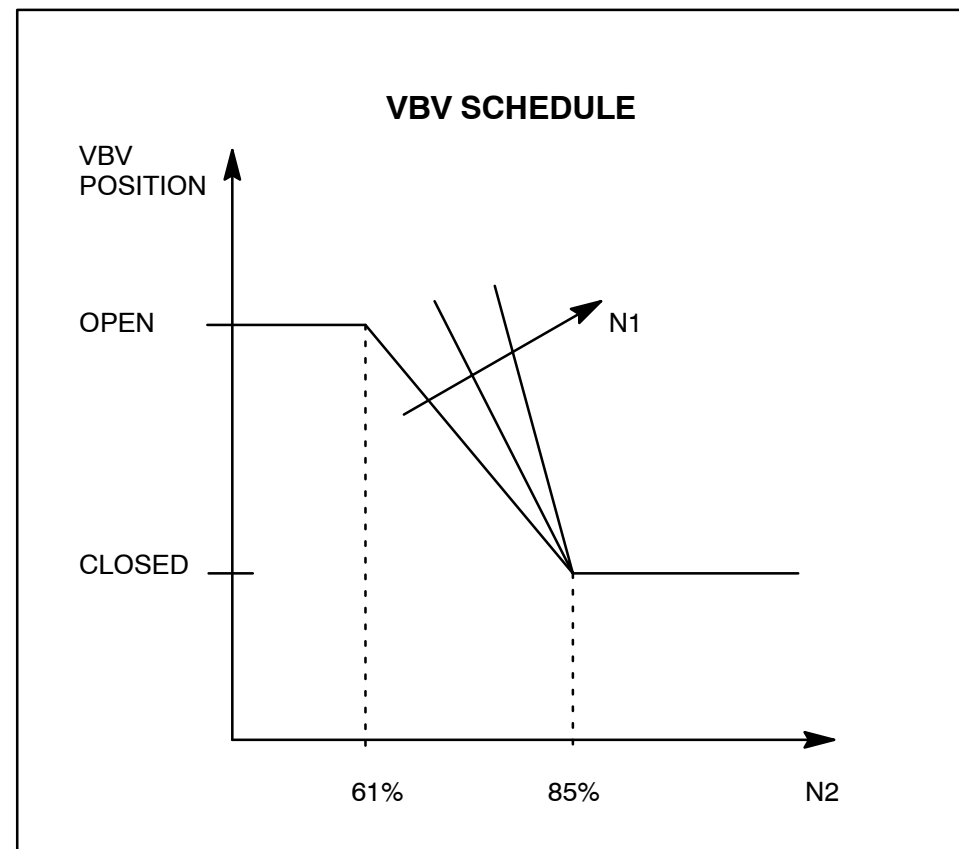 VBV SCHEDULE
VBV
POSITION
OPEN
N1
CLOSED
61%
85%
N2